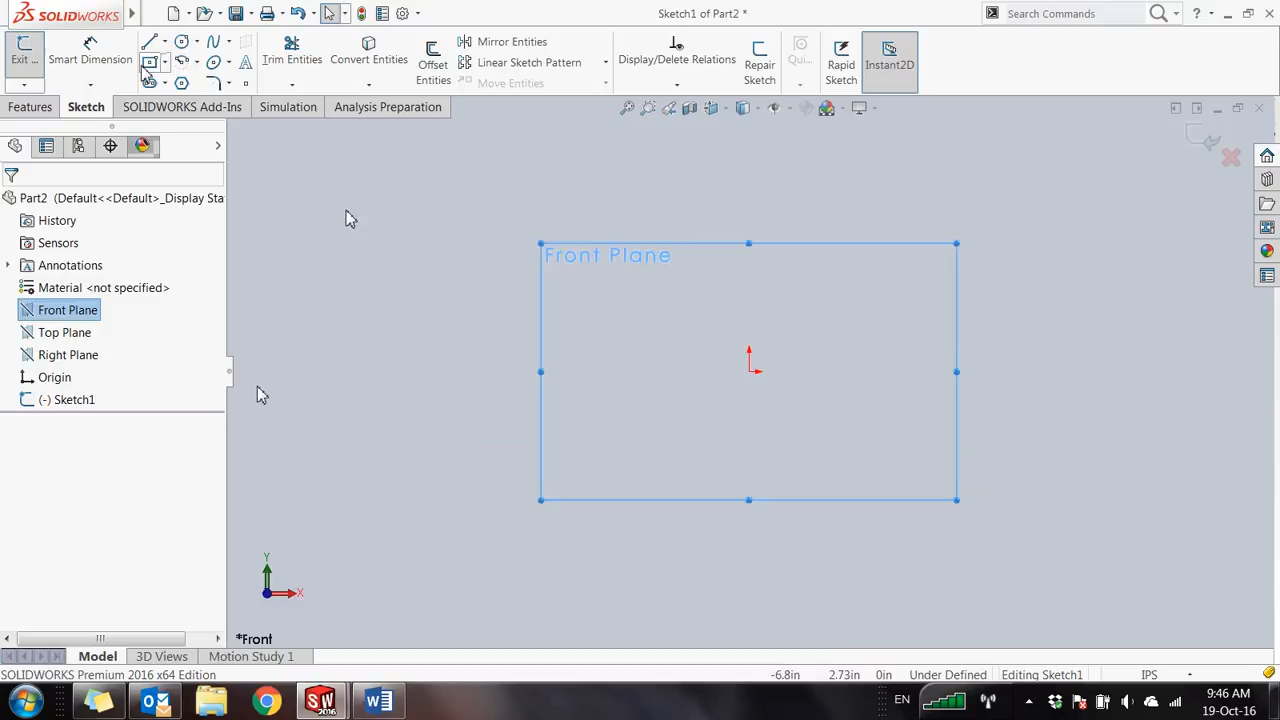 SOLIDWORKS
Sketch1 of Part2 *
Search Commands
Exit ...
Smart Dimension
Trim Entities
Convert Entities
Offset Entities
Mirror Entities
Linear Sketch Pattern
Move Entities
Display/Delete Relations
Repair Sketch
Qui...
Rapid Sketch
Instant2D
Features
Sketch
SOLIDWORKS Add-Ins
Simulation
Analysis Preparation
Part2 (Default<<Default>_Display Sta
History
Sensors
Annotations
Material <not specified>
Front Plane
Top Plane
Right Plane
Origin
(-) Sketch1
Front Plane
Y
X
*Front
Model
3D Views
Motion Study 1
SOLIDWORKS Premium 2016 x64 Edition
-6.8in
2.73in
0in
Under Defined
Editing Sketch1
IPS
SW
2016
EN
9:46 AM
19-Oct-16